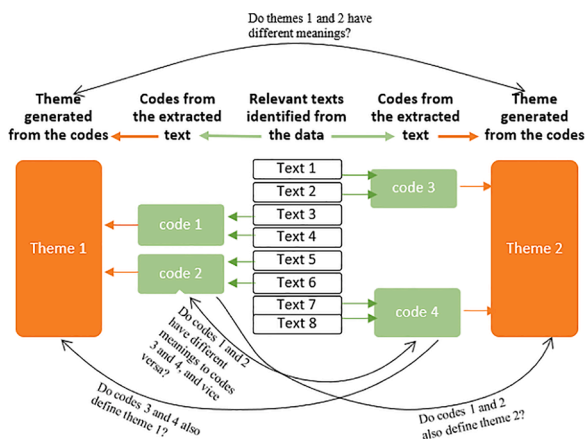 Do themes 1 and 2 have
different meanings?
Theme
generated
from the codes
Codes from
the extracted
text
Relevant texts
identified from
the data
Codes from
the extracted
text
Theme
generated
from the codes
Text 1
Text 2
Text 3
Text 4
Text 5
Text 6
Text 7
Text 8
code 1
code 2
code 3
code 4
Theme 1
Theme 2
Do codes 1 and 2
have different
meanings to codes
3 and 4, and vice
versa?
Do codes 3 and 4 also
define theme 1?
Do codes 1 and 2
also define theme 2?